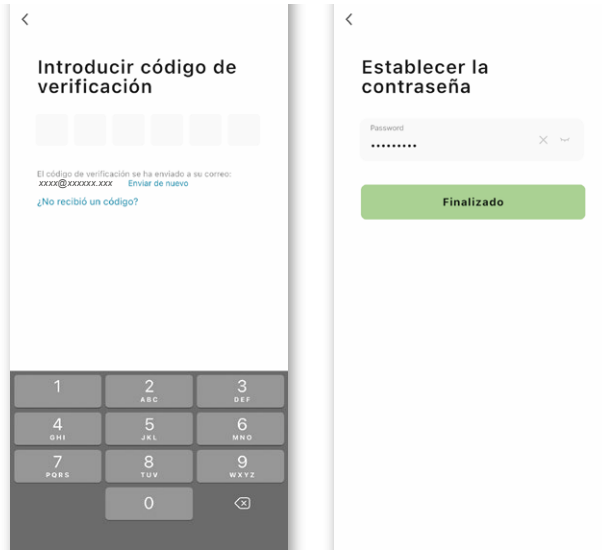 Introducir código de
verificación
El código de verificación se ha enviado a su correo:
xxxx@xxxxxx.xxx Enviar de nuevo
¿No recibió un código?
1 2 3
ABC DEF
4 5 6
GHI JKL MNO
7 8 9
PQRS TUV WXYZ
0
Establecer la
contraseña
Password
•••••••••
Finalizado